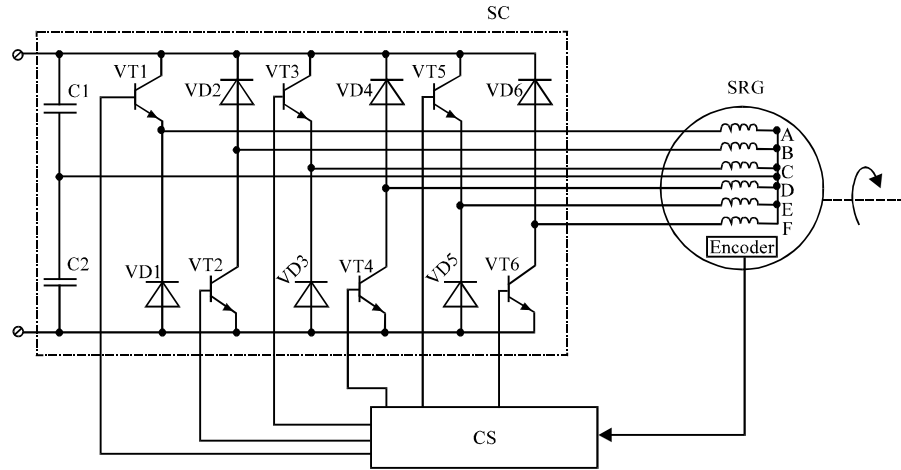 SC
VT1
VD2
VT3
VD4
VT5
VD6
SRG
C1
A
B
C
D
E
F
Encoder
C2
VD1
VT2
VD3
VT4
VD5
VT6
CS